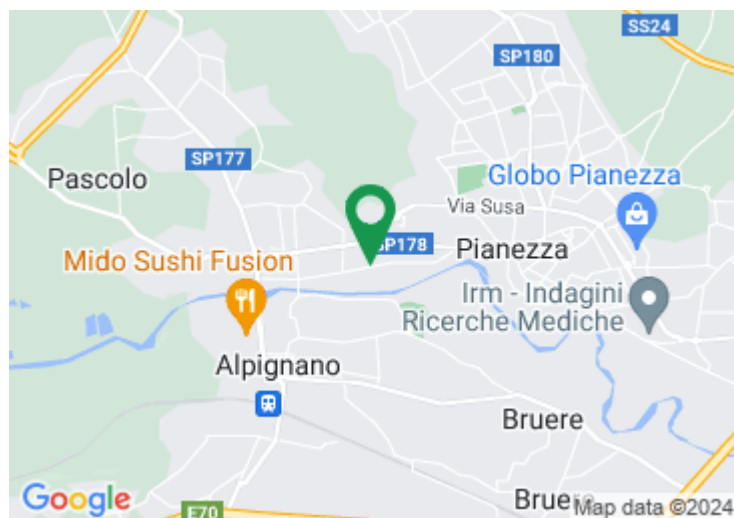 SS24
SP180
SP177
Pascolo
Globo Pianezza
Via Susa
SP178
Pianezza
Mido Sushi Fusion
Irm - Indagini
Ricerche Mediche
Alpignano
Bruere
Bruere
E70
Google
Map data ©2024